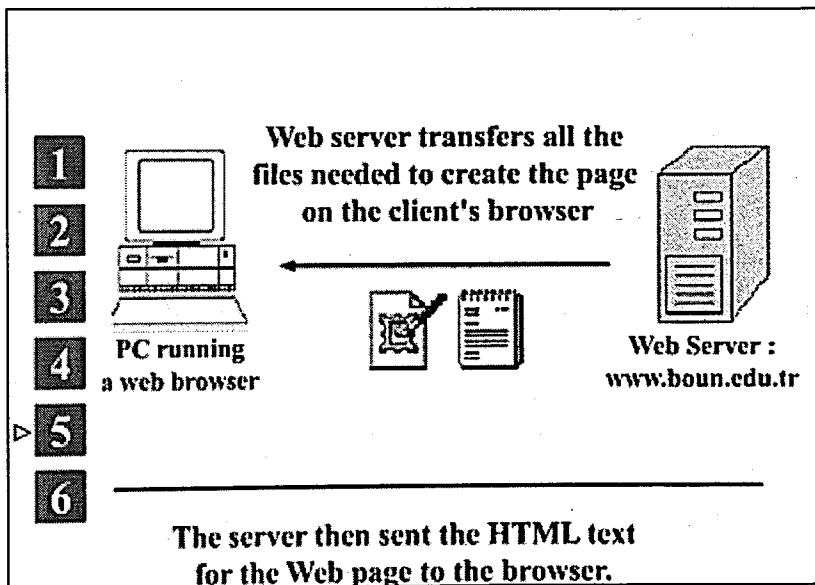 Web server transfers all the
files needed to create the page
on the client's browser
1
2
3
4
5
6
PC running
a web browser
Web Server :
www.boun.edu.tr
The server then sent the HTML text
for the Web page to the browser.